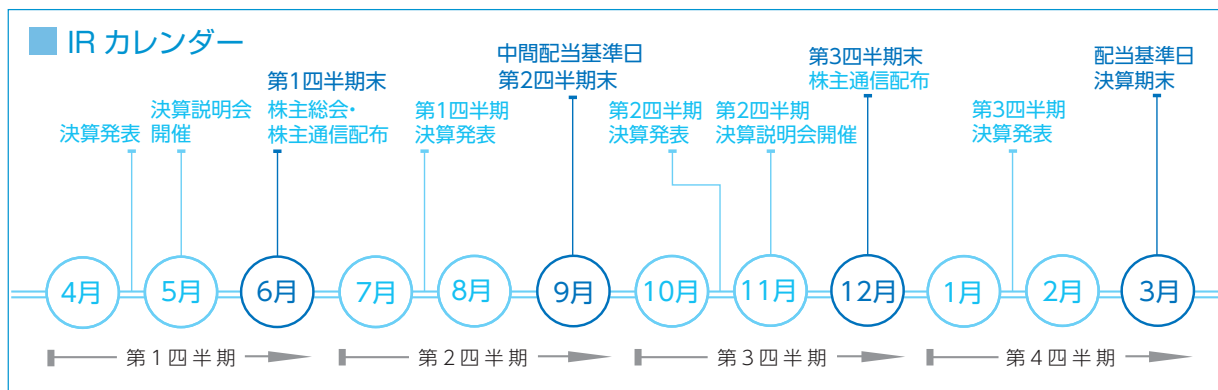 IR カレンダー
決算発表
決算説明会
開催
第1四半期末
株主総会・
株主通信配布
第1四半期
決算発表
中間配当基準日
第2四半期末
第2四半期
決算発表
第2四半期
決算説明会開催
第3四半期末
株主通信配布
第3四半期
決算発表
配当基準日
決算期末
4月
5月
6月
7月
8月
9月
10月
11月
12月
1月
2月
3月
第1四半期
第2四半期
第3四半期
第4四半期